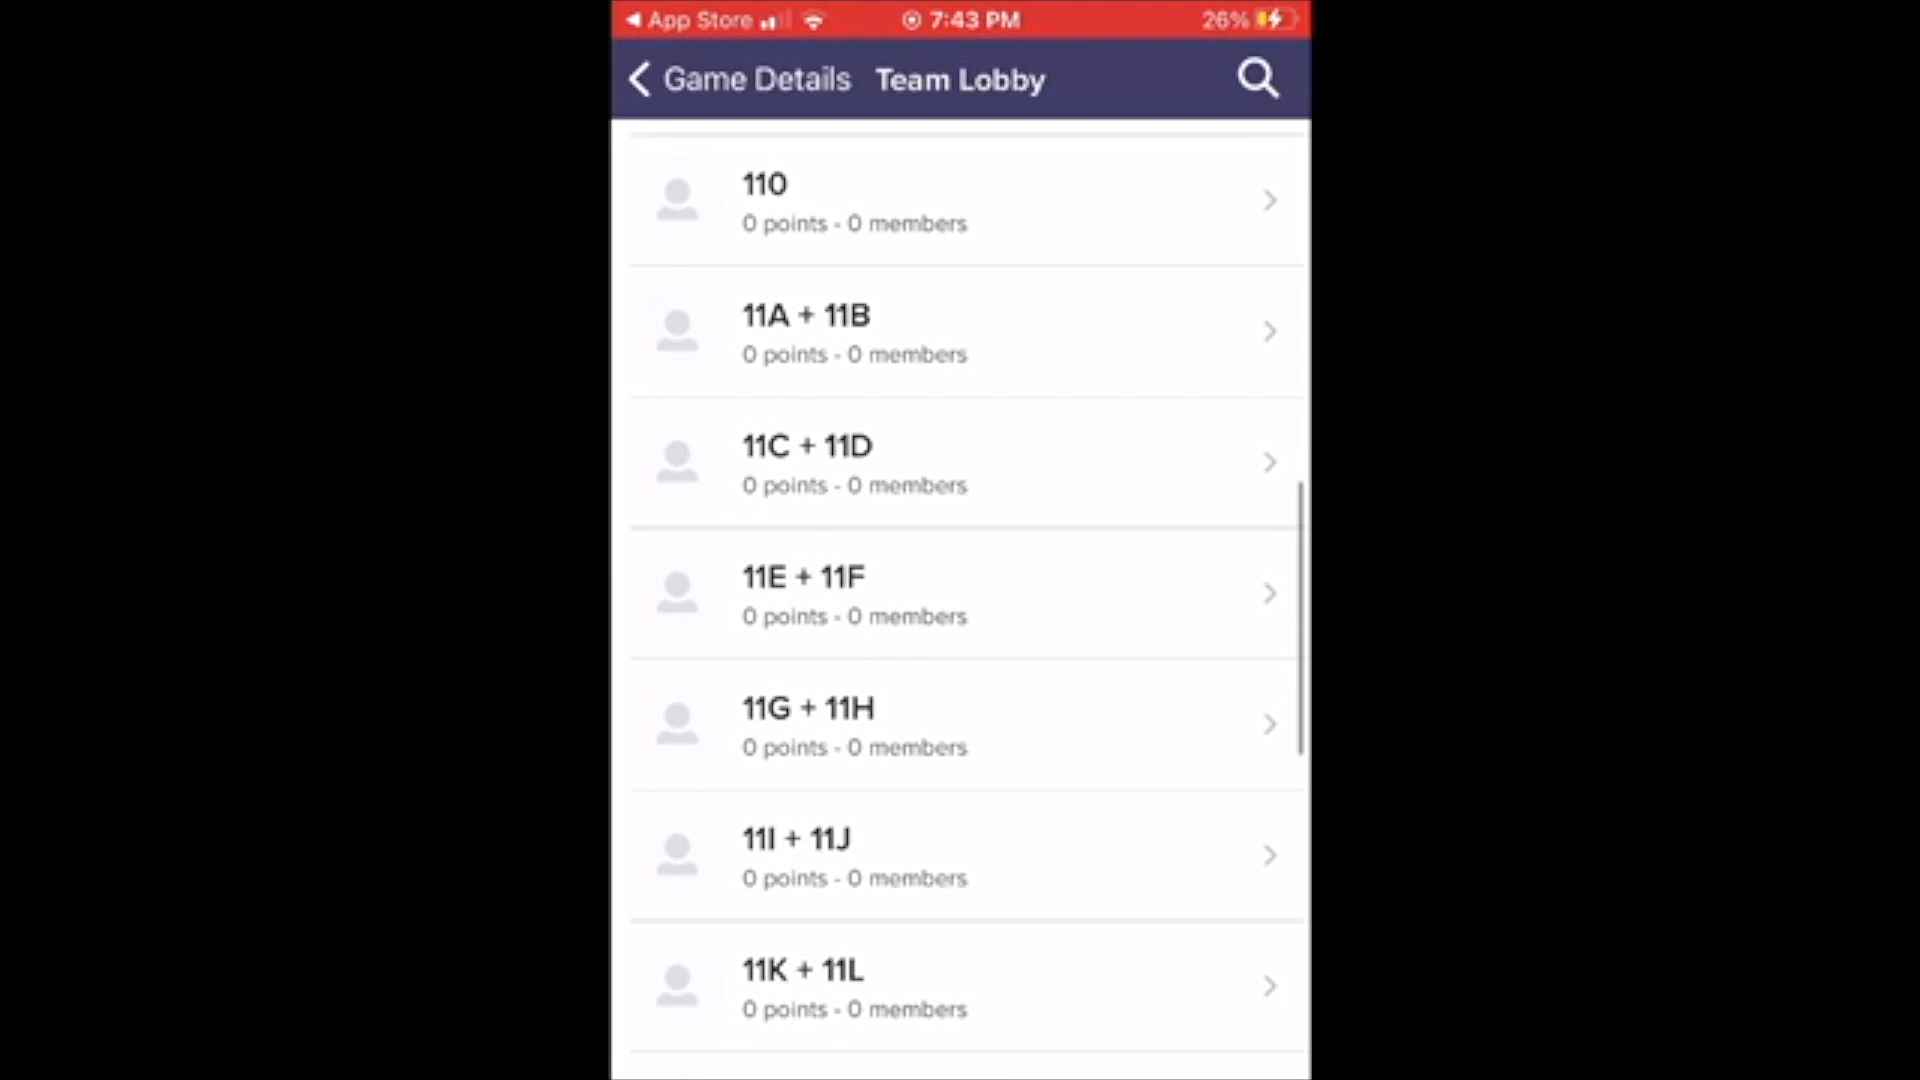 App Store 7:43 PM 26%
Game Details Team Lobby
110
0 points - 0 members
11A + 11B
0 points - 0 members
11C + 11D
0 points - 0 members
11E + 11F
0 points - 0 members
11G + 11H
0 points - 0 members
11I + 11J
0 points - 0 members
11K + 11L
0 points - 0 members